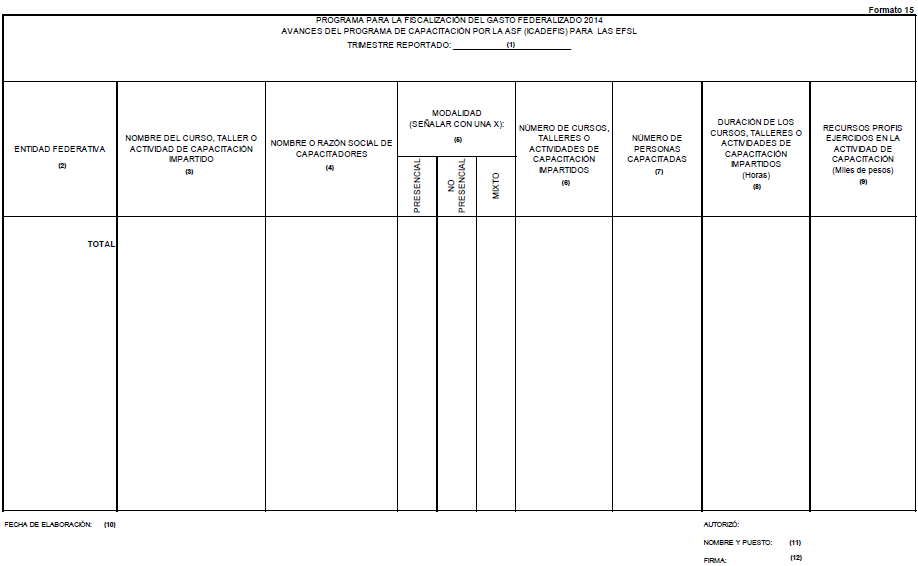 Formato 15
PROGRAMA PARA LA FISCALIZACIÓN DEL GASTO FEDERALIZADO 2014
AVANCES DEL PROGRAMA DE CAPACITACIÓN POR LA ASF (ICADEFIS) PARA LAS EFSL
TRIMESTRE REPORTADO: (1)
ENTIDAD FEDERATIVA
(2)
NOMBRE DEL CURSO, TALLER O
ACTIVIDAD DE CAPACITACIÓN
IMPARTIDO
(3)
NOMBRE O RAZÓN SOCIAL DE
CAPACITADORES
(4)
MODALIDAD
(SEÑALAR CON UNA X):
(5)
PRESENCIAL
NO
PRESENCIAL
MIXTO
NÚMERO DE CURSOS,
TALLERES O
ACTIVIDADES DE
CAPACITACIÓN
IMPARTIDOS
(6)
NÚMERO DE
PERSONAS
CAPACITADAS
(7)
DURACIÓN DE LOS
CURSOS, TALLERES O
ACTIVIDADES DE
CAPACITACIÓN
IMPARTIDOS
(Horas)
(8)
RECURSOS PROFIS
EJERCIDOS EN LA
ACTIVIDAD DE
CAPACITACIÓN
(Miles de pesos)
(9)
TOTAL
FECHA DE ELABORACIÓN: (10)
AUTORIZÓ:
NOMBRE Y PUESTO: (11)
FIRMA: (12)